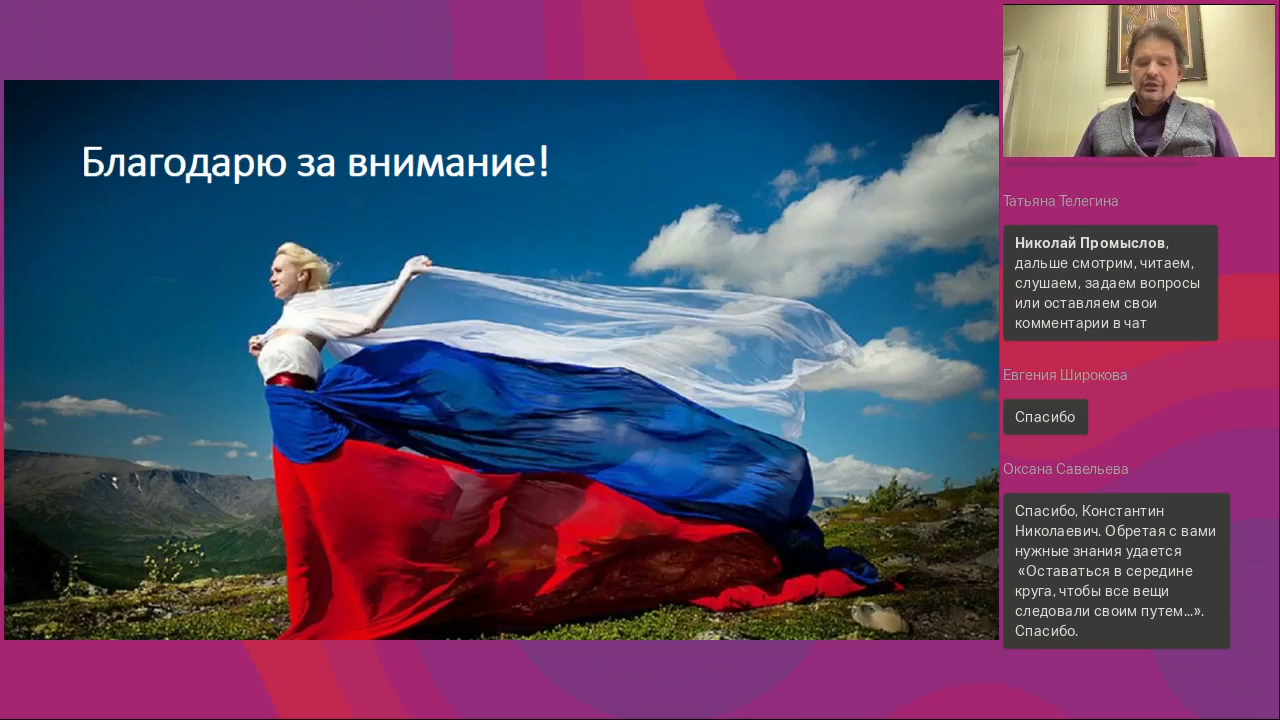 Благодарю за внимание!
Татьяна Телегина
Николай Промыслов,
дальше смотрим, читаем,
слушаем, задаем вопросы
или оставляем свои
комментарии в чат
Евгения Широкова
Спасибо
Оксана Савельева
Спасибо, Константин
Николаевич. Обретая с вами
нужные знания удается
«Оставаться в середине
круга, чтобы все вещи
следовали своим путем...».
Спасибо.